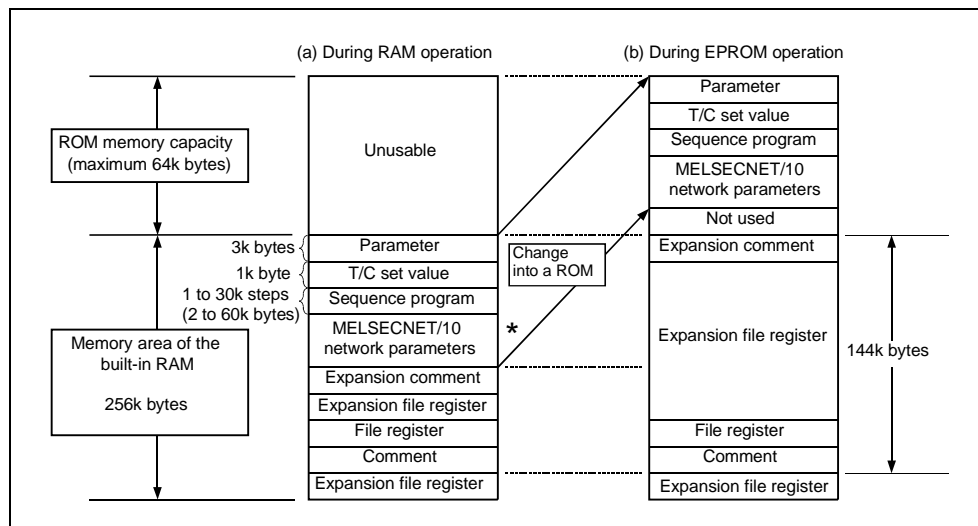 (a) During RAM operation
(b) During EPROM operation
ROM memory capacity
(maximum 64k bytes)
Unusable
Parameter
T/C set value
Sequence program
MELSECNET/10
network parameters
Not used
3k bytes
Parameter
1k byte
T/C set value
1 to 30k steps
(2 to 60k bytes)
Sequence program
MELSECNET/10
network parameters
*
Change
into a ROM
Expansion comment
Expansion file register
File register
Comment
Expansion file register
Memory area of the
built-in RAM
256k bytes
Expansion comment
Expansion file register
File register
Comment
Expansion file register
144k bytes